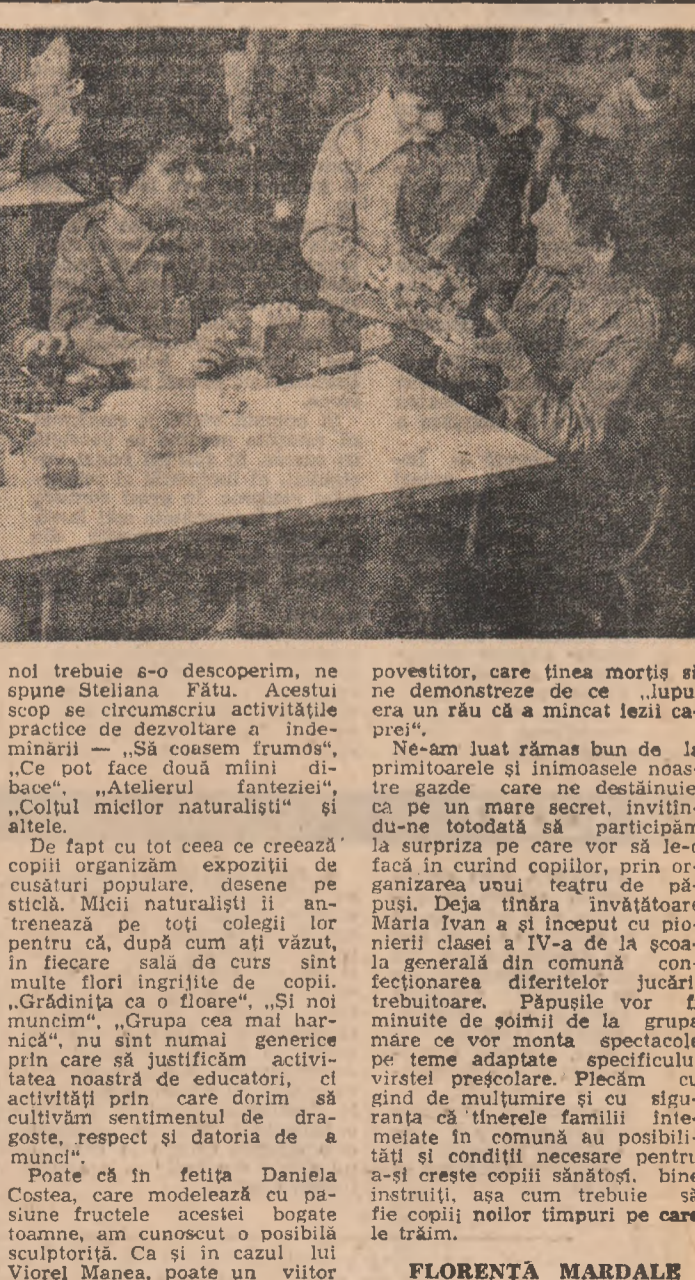 noi trebuie s-o descoperim, ne
spune Steliana Fătu. Acestui
scop se circumscriu activitățile
practice de dezvoltare a înde-
mînării — „Să coasem frumos“,
„Ce pot face două mîini di-
bace“, „Atelierul fanteziei“,
„Colțul micilor naturaliști“ și
altele.
De fapt cu tot ceea ce creează
copiii organizăm expoziții de
cusături populare, desene pe
sticlă. Micii naturaliști îi an-
trenează pe toți colegii lor
pentru că, după cum ați văzut,
în fiecare sală de curs sînt
multe flori îngrijite de copii.
„Grădinița ca o floare“, „Și noi
muncim“, „Grupa cea mai har-
nică“, nu sînt numai generice
prin care să justificăm activi-
tatea noastră de educatori, ci
activități prin care dorim să
cultivăm sentimentul de dra-
goste, respect și datoria de a
munci“.
Poate că în fetița Daniela
Costea, care modelează cu pa-
siune fructele acestei bogate
toamne, am cunoscut o posibilă
sculptoriță. Ca și în cazul lui
Viorel Manea, poate un viitor
povestitor, care ținea morțiș să
ne demonstreze de ce „lupu
era un rău că a mîncat iezii ca-
prei“.
Ne-am luat rămas bun de la
primitoarele și inimoasele noas-
tre gazde care ne destăinuie
ca pe un mare secret, invitîn-
du-ne totodată să participăm
la surpriza pe care vor să le-o
facă în curînd copiilor, prin or-
ganizarea unui teatru de pă-
puși. Deja tînăra învățătoare
Maria Ivan a și început cu pio-
nierii clasei a IV-a de la școa-
la generală din comună con-
fecționarea diferitelor jucării
trebuitoare. Păpușile vor fi
mînuite de șoimii de la grupa
mare ce vor monta spectacole
pe teme adaptate specificului
vîrstei preșcolare. Plecăm cu
gînd de mulțumire și cu sigu-
ranța că tinerele familii înte-
meiate în comună au posibili-
tăți și condiții necesare pentru
a-și crește copiii sănătoși, bine
instruiți, așa cum trebuie să
fie copiii noilor timpuri pe care
le trăim.
FLORENȚA MARDALE